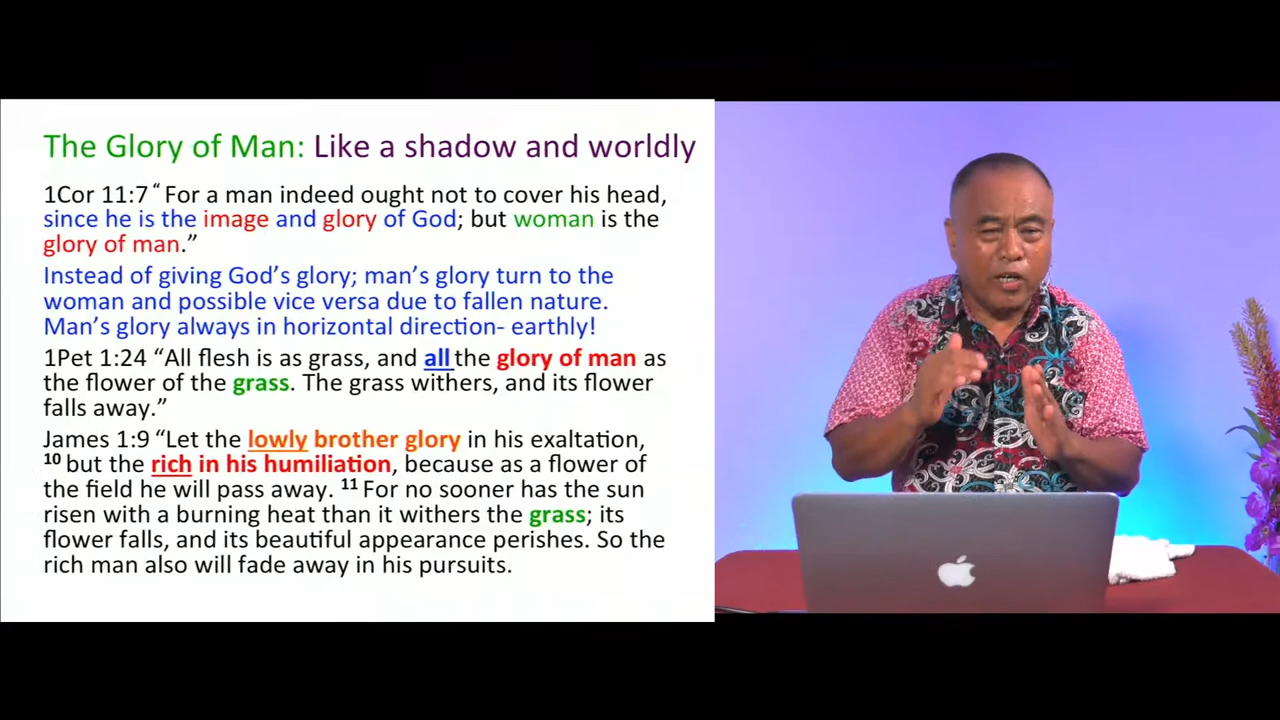 The Glory of Man: Like a shadow and worldly
1Cor 11:7 “ For a man indeed ought not to cover his head,
since he is the image and glory of God; but woman is the
glory of man.”
Instead of giving God’s glory; man’s glory turn to the
woman and possible vice versa due to fallen nature.
Man’s glory always in horizontal direction- earthly!
1Pet 1:24 “All flesh is as grass, and all the glory of man as
the flower of the grass. The grass withers, and its flower
falls away.”
James 1:9 “Let the lowly brother glory in his exaltation,
10 but the rich in his humiliation, because as a flower of
the field he will pass away. 11 For no sooner has the sun
risen with a burning heat than it withers the grass; its
flower falls, and its beautiful appearance perishes. So the
rich man also will fade away in his pursuits.